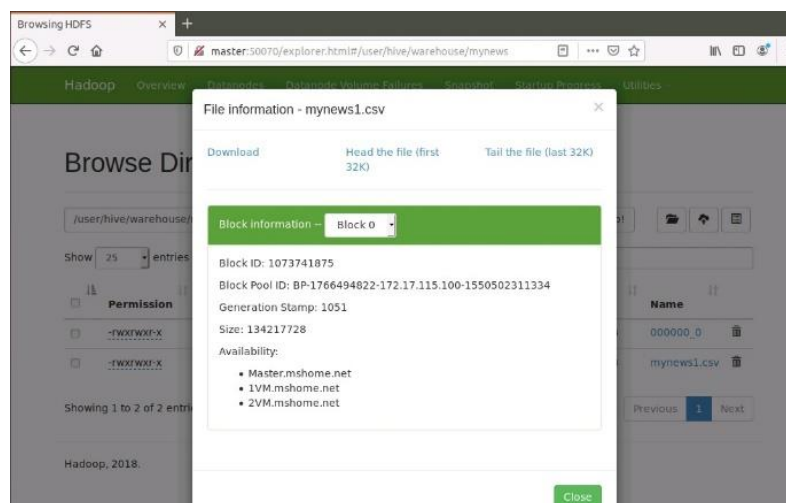 Browsing HDFS
master:50070/explorer.html#/user/hive/warehouse/mynews
Hadoop Overview Datanodes Datanode Volume Failures Snapshot Startup Progress Utilities
File information - mynews1.csv
Download Head the file (first 32K) Tail the file (last 32K)
Browse Dir
/user/hive/warehouse/
Block information -- Block 0
Show 25 entries
Block ID: 1073741875
Block Pool ID: BP-1766494822-172.17.115.100-1550502311334
Permission Name
Generation Stamp: 1051
-rwxrwxr-x 000000_0
Size: 134217728
Availability:
-rwxrwxr-x mynews1.csv
Master.mshome.net
1VM.mshome.net
2VM.mshome.net
Showing 1 to 2 of 2 entri
Previous 1 Next
Hadoop, 2018.
Close